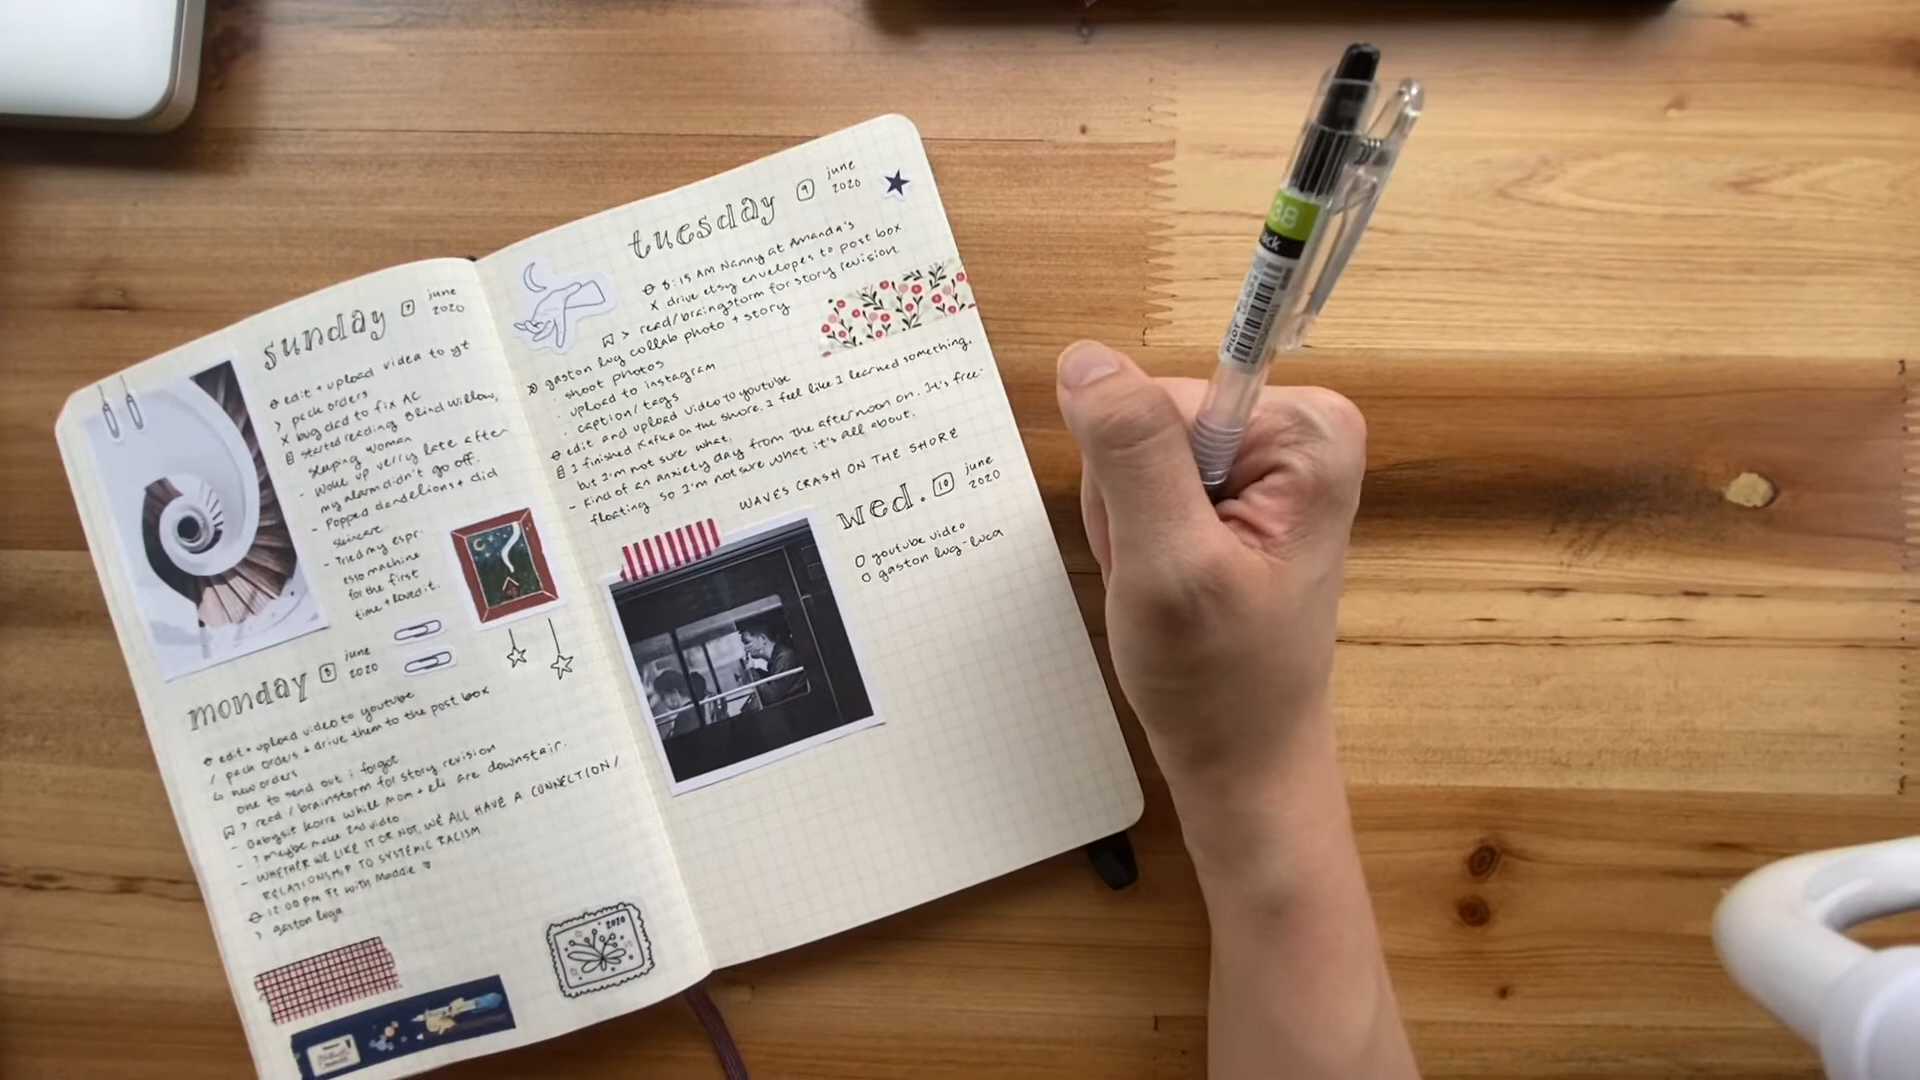 sunday 7 june
2020
⊖ edit + upload videa to yt
> pack orders
x bug dad to fix AC
started reading Blind Willow,
sleeping woman
- Woke up verry late after
my alarm didn't go off.
- Popped dandelions + did
skincare.
- Tried my espr-
esso machine
for the first
time + loved it.
monday 8 june
2020
⊖ edit + upload video to youtube
/ pack orders + drive them to the post box
↳ new orders
one to send out i forgot
> read / brainstorm for story revision
- Babysit Korra while mom + eli are downstair.
- I maybe make 2nd video
- WHETHER WE LIKE IT OR NOT, WE ALL HAVE A CONNECTION/
RELATIONSHIP TO SYSTEMIC RACISM
⊖ 12:00 PM FT with Maddie ♡
> gaston
2020
tuesday 9 june
2020
⊖ 8:15 AM Nanny at Amanda's
x drive etsy envelopes to post box
> read/braingstorm for story revision
gaston luga collab photo + story
· shoot photos
· upload to instagram
· caption/tags
⊖ edit and upload video to youtube
I finished Kafka on the shore. I feel like I learned something,
but I'm not sure what.
- Kind of an anxiety day from the afternoon on. It's free-
floating so I'm not sure what it's all about.
WAVES CRASH ON THE SHORE
wed. 10 june
2020
O youtube video
O gaston lug-luca
PILOT